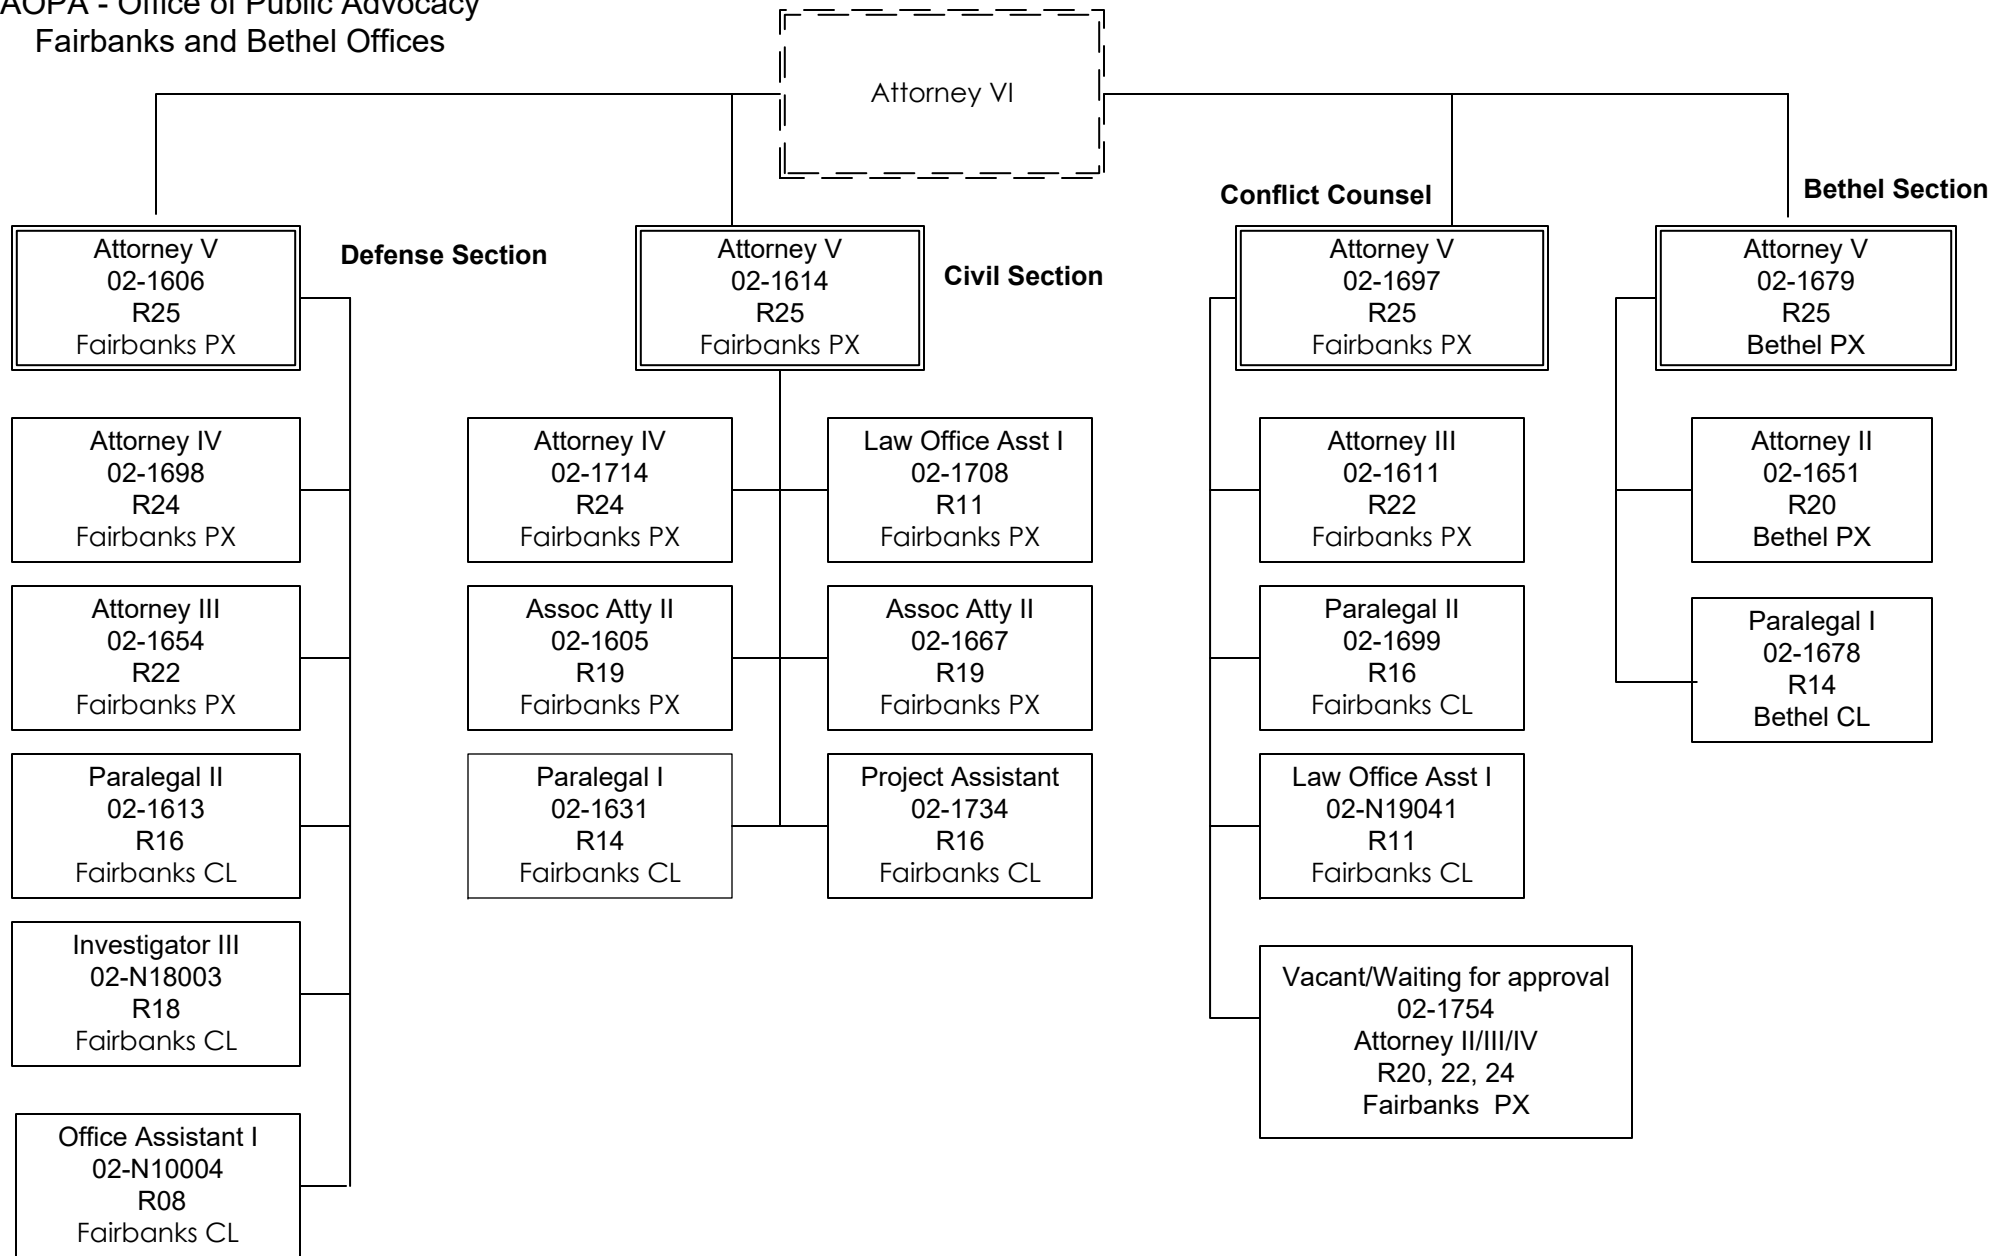 AOPA - Office of Public Advocacy
Fairbanks and Bethel Offices
Attorney VI
Attorney V
02-1606
R25
Fairbanks PX
Defense Section
Attorney IV
02-1698
R24
Fairbanks PX
Attorney III
02-1654
R22
Fairbanks PX
Paralegal II
02-1613
R16
Fairbanks CL
Investigator III
02-N18003
R18
Fairbanks CL
Office Assistant I
02-N10004
R08
Fairbanks CL
Attorney V
02-1614
R25
Fairbanks PX
Civil Section
Attorney IV
02-1714
R24
Fairbanks PX
Law Office Asst I
02-1708
R11
Fairbanks PX
Assoc Atty II
02-1605
R19
Fairbanks PX
Assoc Atty II
02-1667
R19
Fairbanks PX
Paralegal I
02-1631
R14
Fairbanks CL
Project Assistant
02-1734
R16
Fairbanks CL
Conflict Counsel
Attorney V
02-1697
R25
Fairbanks PX
Attorney III
02-1611
R22
Fairbanks PX
Paralegal II
02-1699
R16
Fairbanks CL
Law Office Asst I
02-N19041
R11
Fairbanks CL
Vacant/Waiting for approval
02-1754
Attorney II/III/IV
R20, 22, 24
Fairbanks PX
Bethel Section
Attorney V
02-1679
R25
Bethel PX
Attorney II
02-1651
R20
Bethel PX
Paralegal I
02-1678
R14
Bethel CL